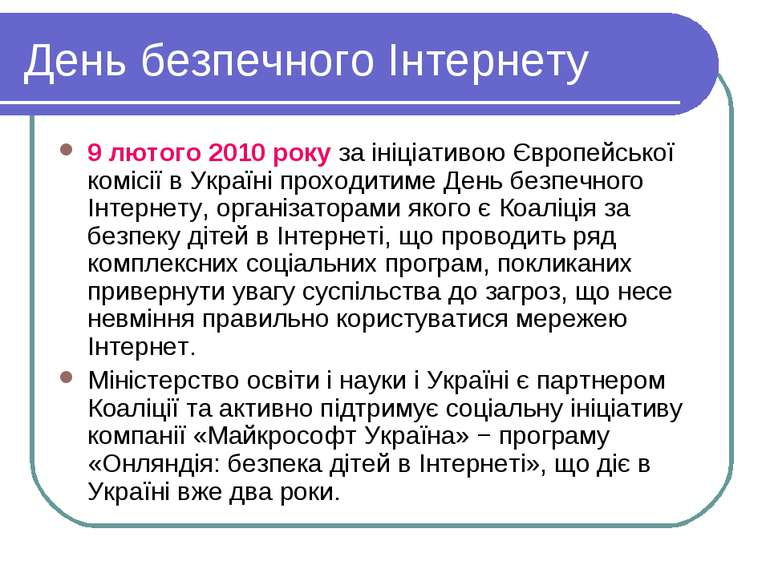 День безпечного Інтернету
9 лютого 2010 року за ініціативою Європейської
комісії в Україні проходитиме День безпечного
Інтернету, організаторами якого є Коаліція за
безпеку дітей в Інтернеті, що проводить ряд
комплексних соціальних програм, покликаних
привернути увагу суспільства до загроз, що несе
невміння правильно користуватися мережею
Інтернет.
Міністерство освіти і науки і Україні є партнером
Коаліції та активно підтримує соціальну ініціативу
компанії «Майкрософт Україна» − програму
«Онляндія: безпека дітей в Інтернеті», що діє в
Україні вже два роки.